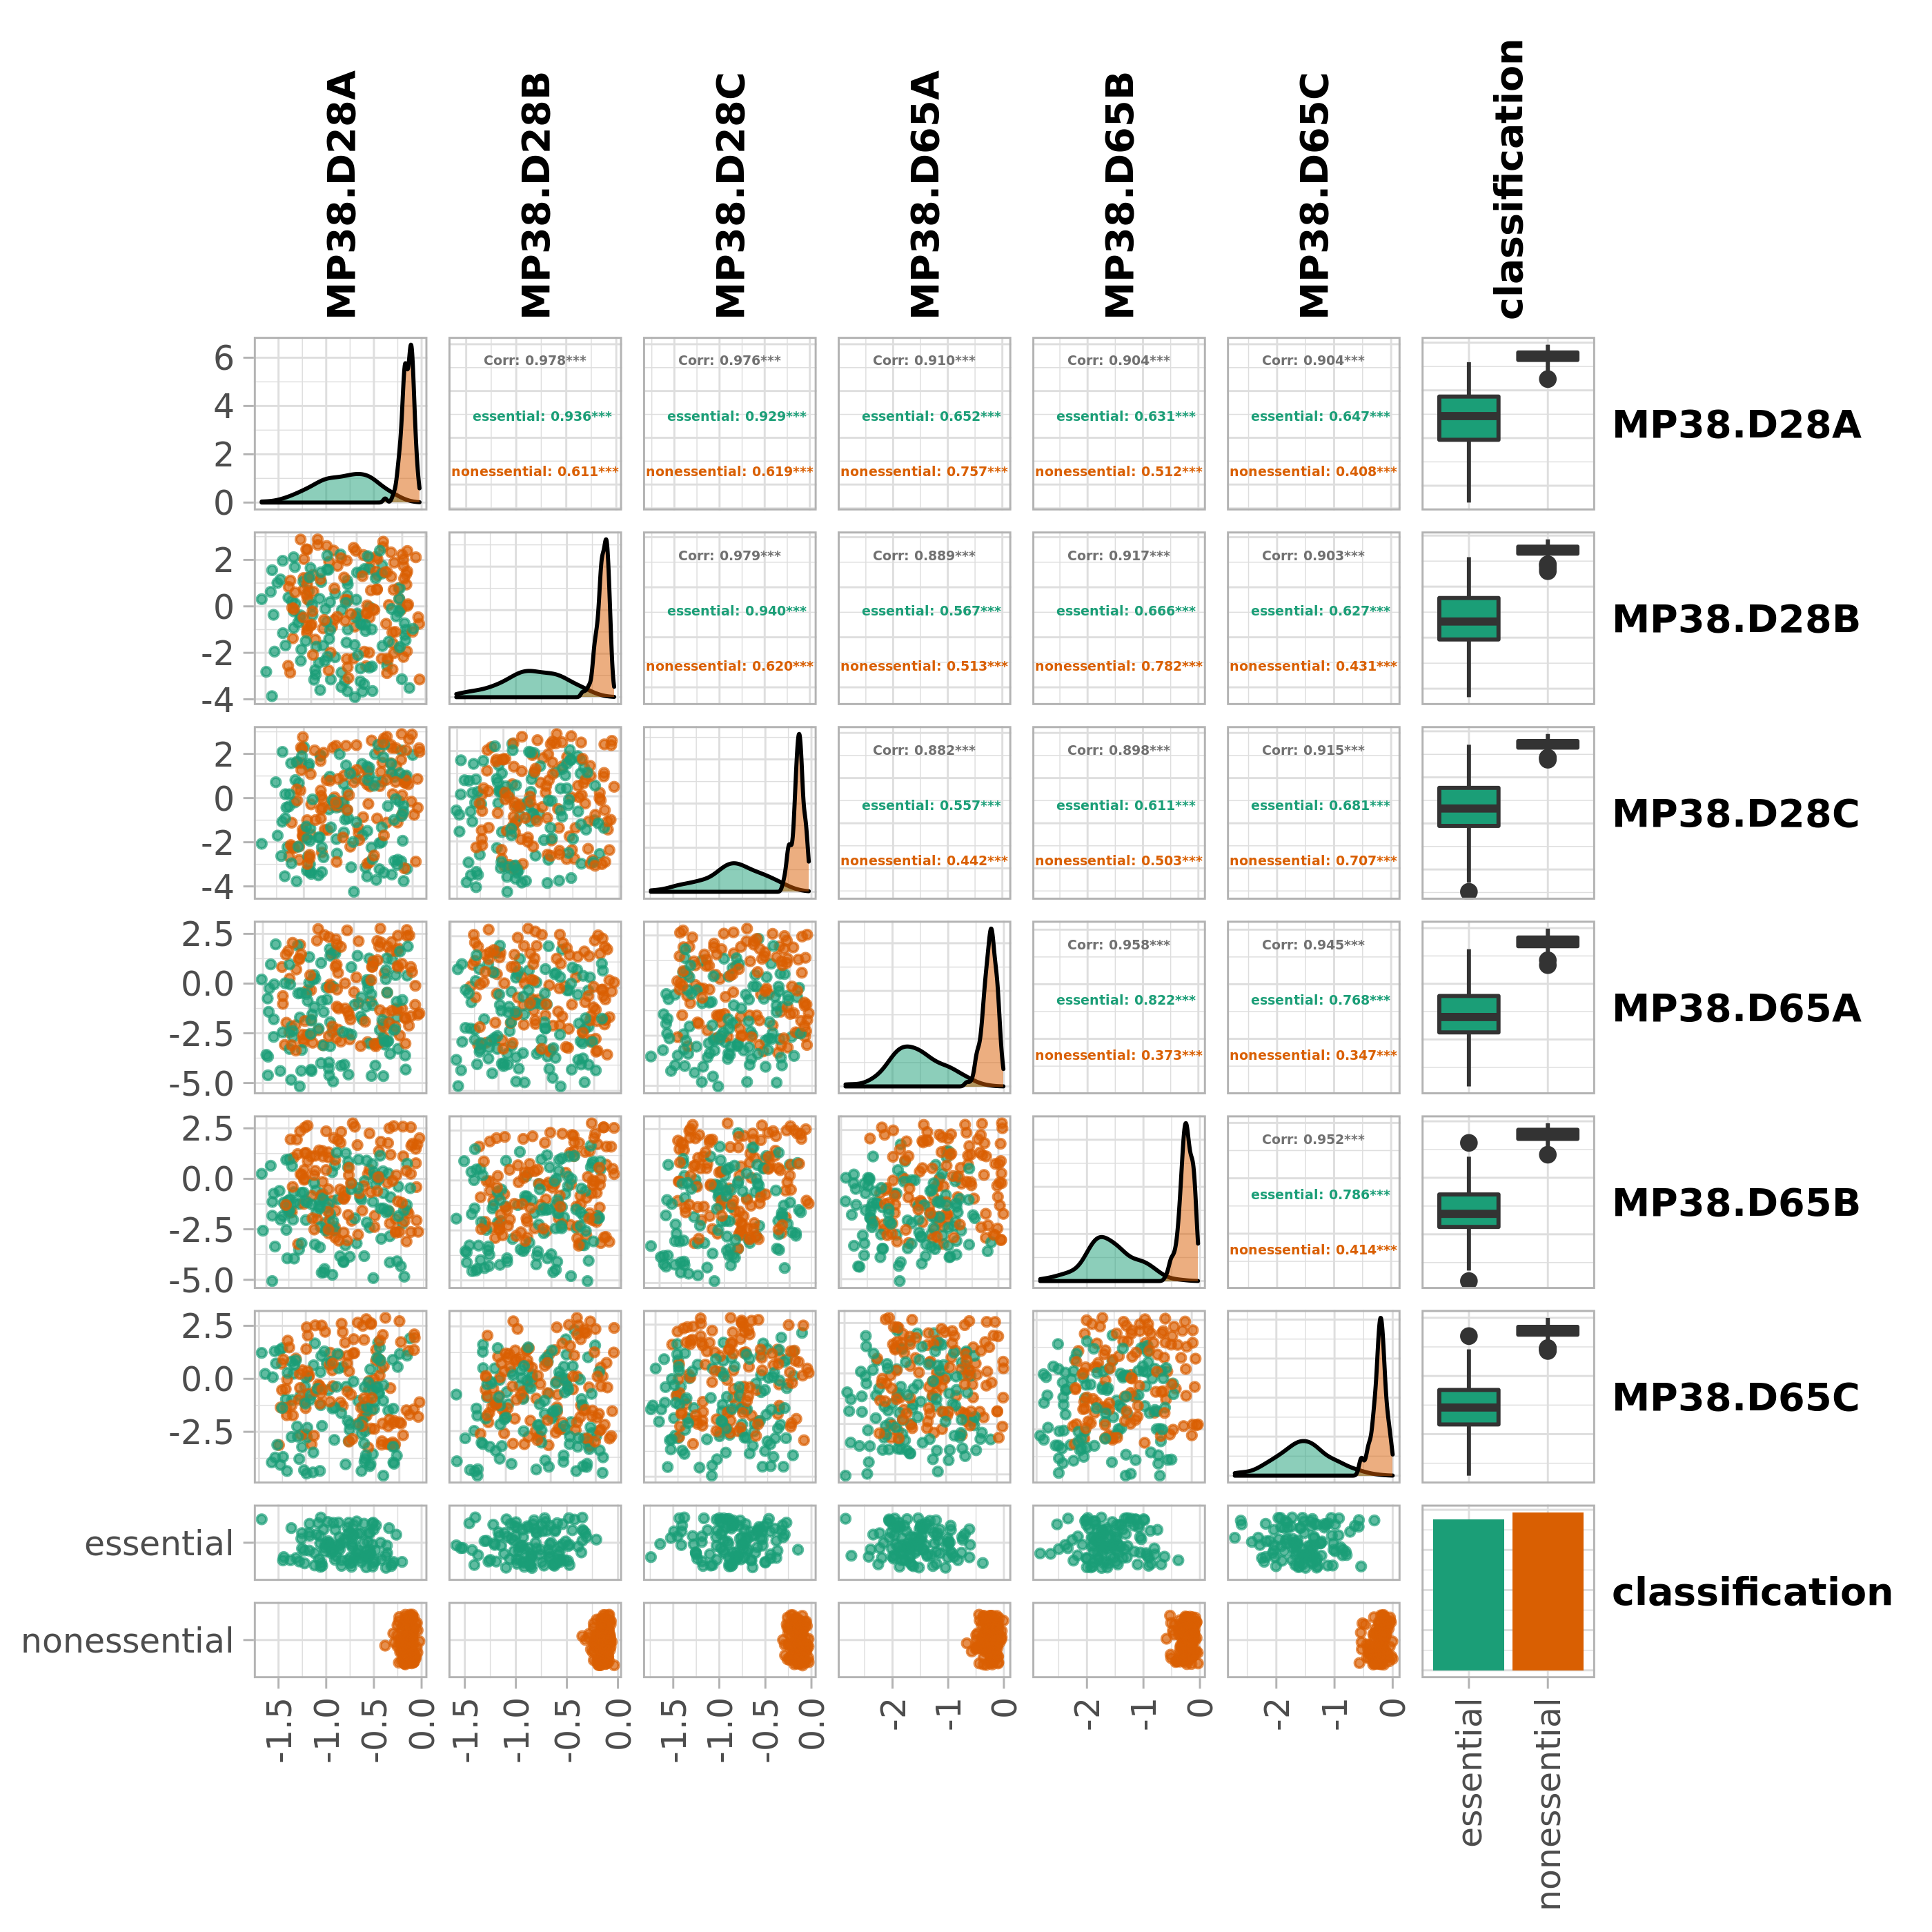 MP38.D28A MP38.D28B MP38.D28C MP38.D65A MP38.D65B MP38.D65C classification
6
4
2
0
Corr: 0.978*** Corr: 0.976*** Corr: 0.910*** Corr: 0.904*** Corr: 0.904***
essential: 0.936*** essential: 0.929*** essential: 0.652*** essential: 0.631*** essential: 0.647***
nonessential: 0.611*** nonessential: 0.619*** nonessential: 0.757*** nonessential: 0.512*** nonessential: 0.408***
MP38.D28A
2
0
-2
-4
Corr: 0.979*** Corr: 0.889*** Corr: 0.917*** Corr: 0.903***
essential: 0.940*** essential: 0.567*** essential: 0.666*** essential: 0.627***
nonessential: 0.620*** nonessential: 0.513*** nonessential: 0.782*** nonessential: 0.431***
MP38.D28B
2
0
-2
-4
Corr: 0.882*** Corr: 0.898*** Corr: 0.915***
essential: 0.557*** essential: 0.611*** essential: 0.681***
nonessential: 0.442*** nonessential: 0.503*** nonessential: 0.707***
MP38.D28C
2.5
0.0
-2.5
-5.0
Corr: 0.958*** Corr: 0.945***
essential: 0.822*** essential: 0.768***
nonessential: 0.373*** nonessential: 0.347***
MP38.D65A
2.5
0.0
-2.5
-5.0
Corr: 0.952***
essential: 0.786***
nonessential: 0.414***
MP38.D65B
2.5
0.0
-2.5
MP38.D65C
essential
nonessential
classification
-1.5 -1.0 -0.5 0.0 -1.5 -1.0 -0.5 0.0 -1.5 -1.0 -0.5 0.0 -2 -1 0 -2 -1 0 -2 -1 0 essential nonessential